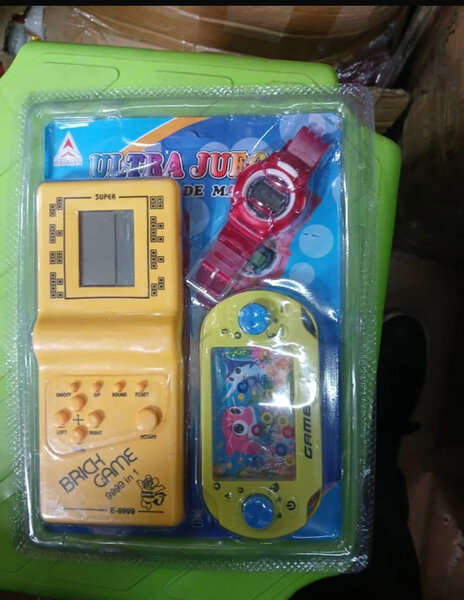 ULTRA JUE
DE MA
SUPER
ON/OFF
S/P
SOUND
RESET
LEFT
RIGHT
ROTATE
BRICK
GAME
9999 in 1
E-9999
GAME